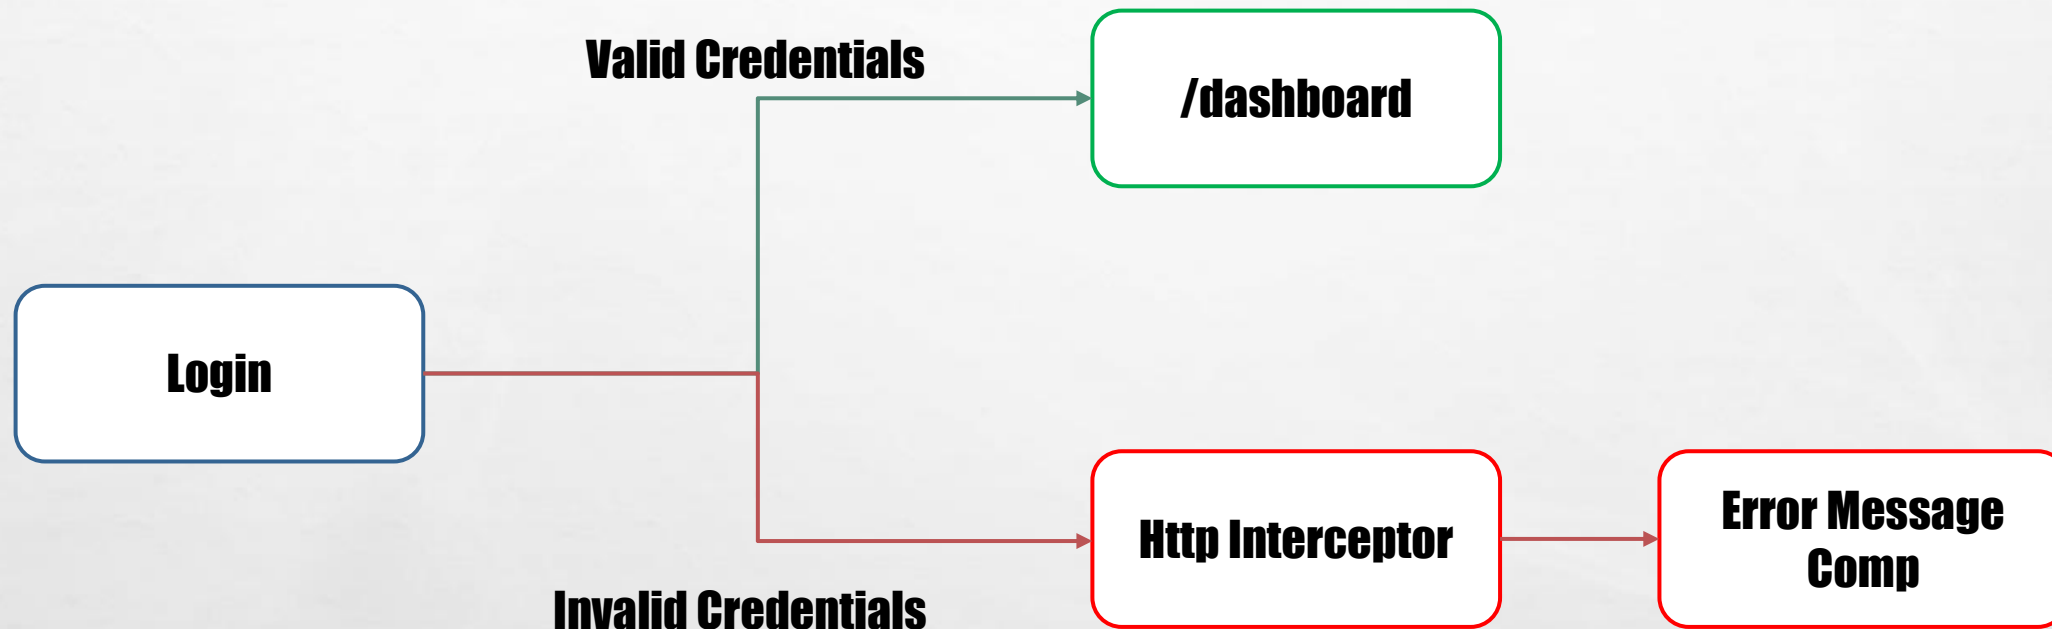 Valid Credentials
/dashboard
Login
Http Interceptor
Error Message
Comp
Invalid Credentials